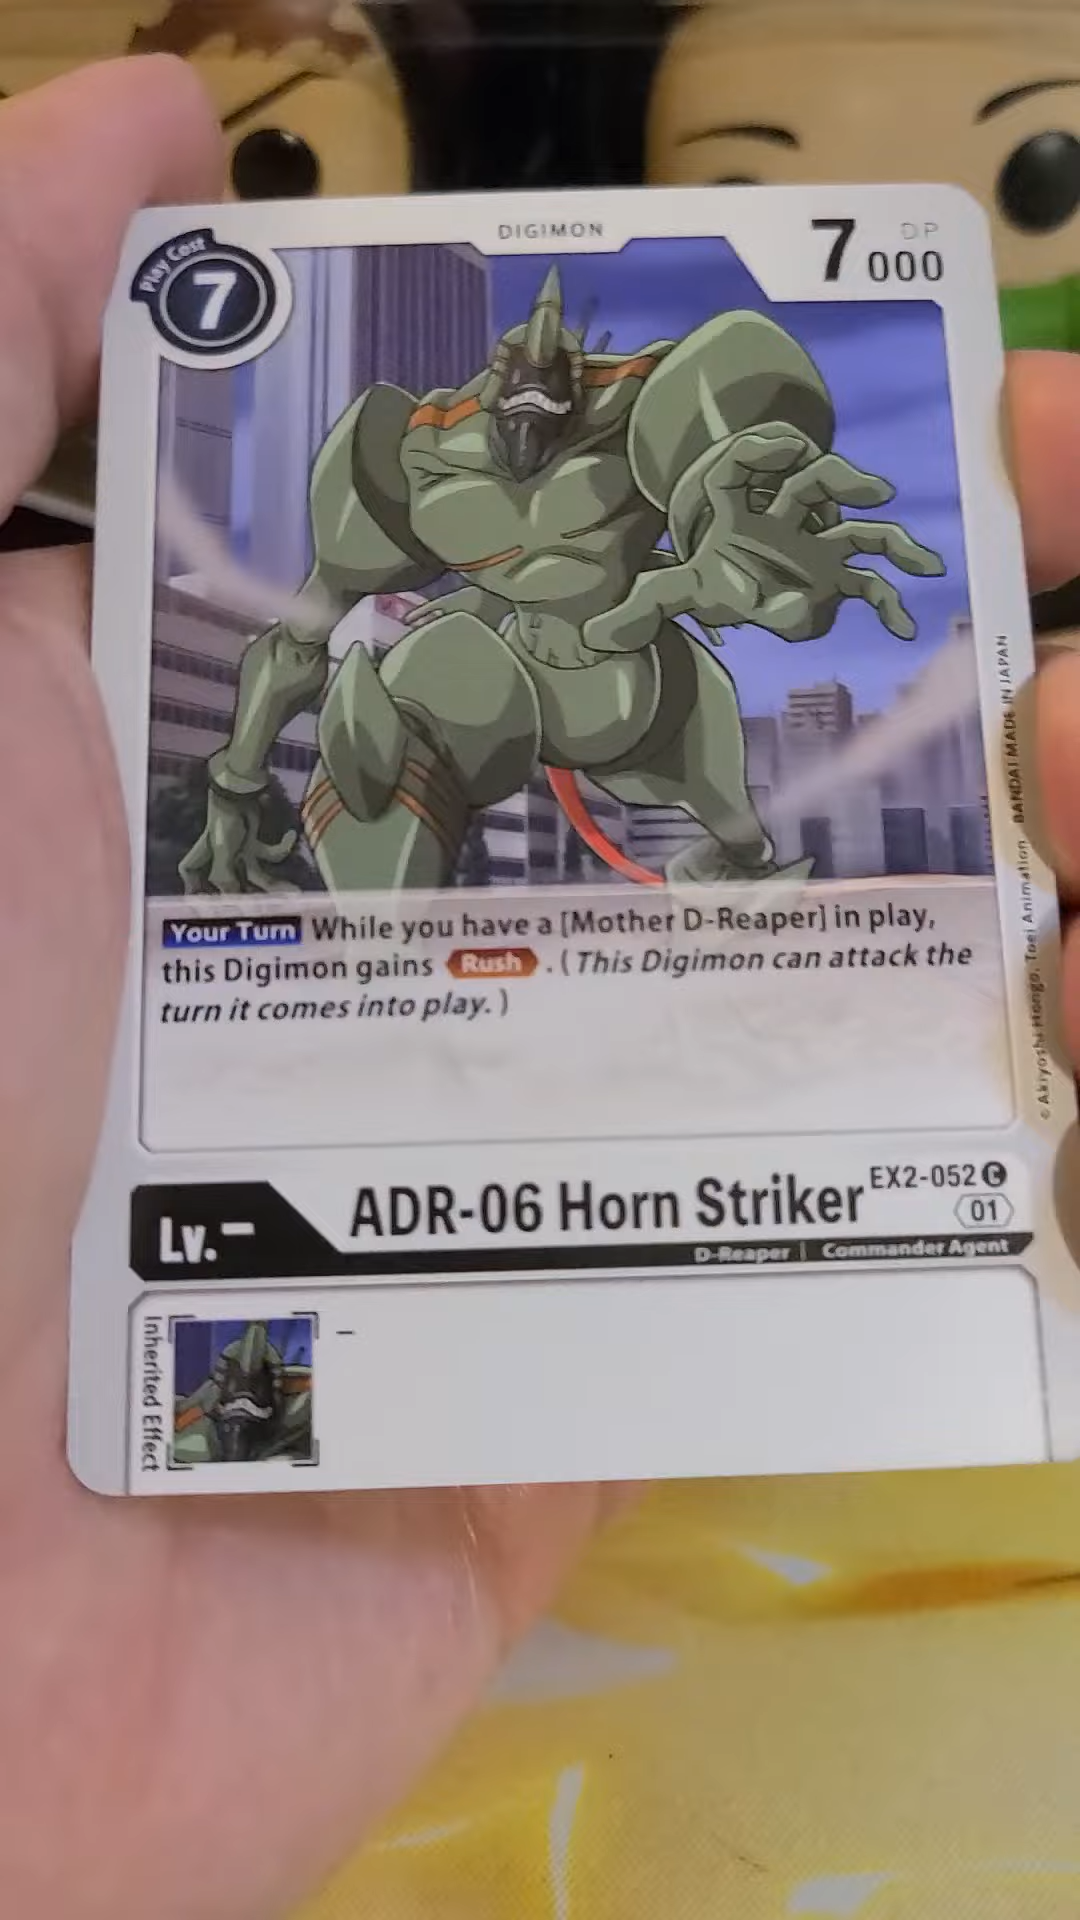 DIGIMON
Play Cost
7
7000
DP
Your Turn While you have a [Mother D-Reaper] in play,
this Digimon gains Rush. (This Digimon can attack the
turn it comes into play.)
© Akiyoshi Hongo, Toei Animation BANDAI MADE IN JAPAN
Lv.-
ADR-06 Horn Striker
EX2-052 C
01
D-Reaper | Commander Agent
Inherited Effect
-